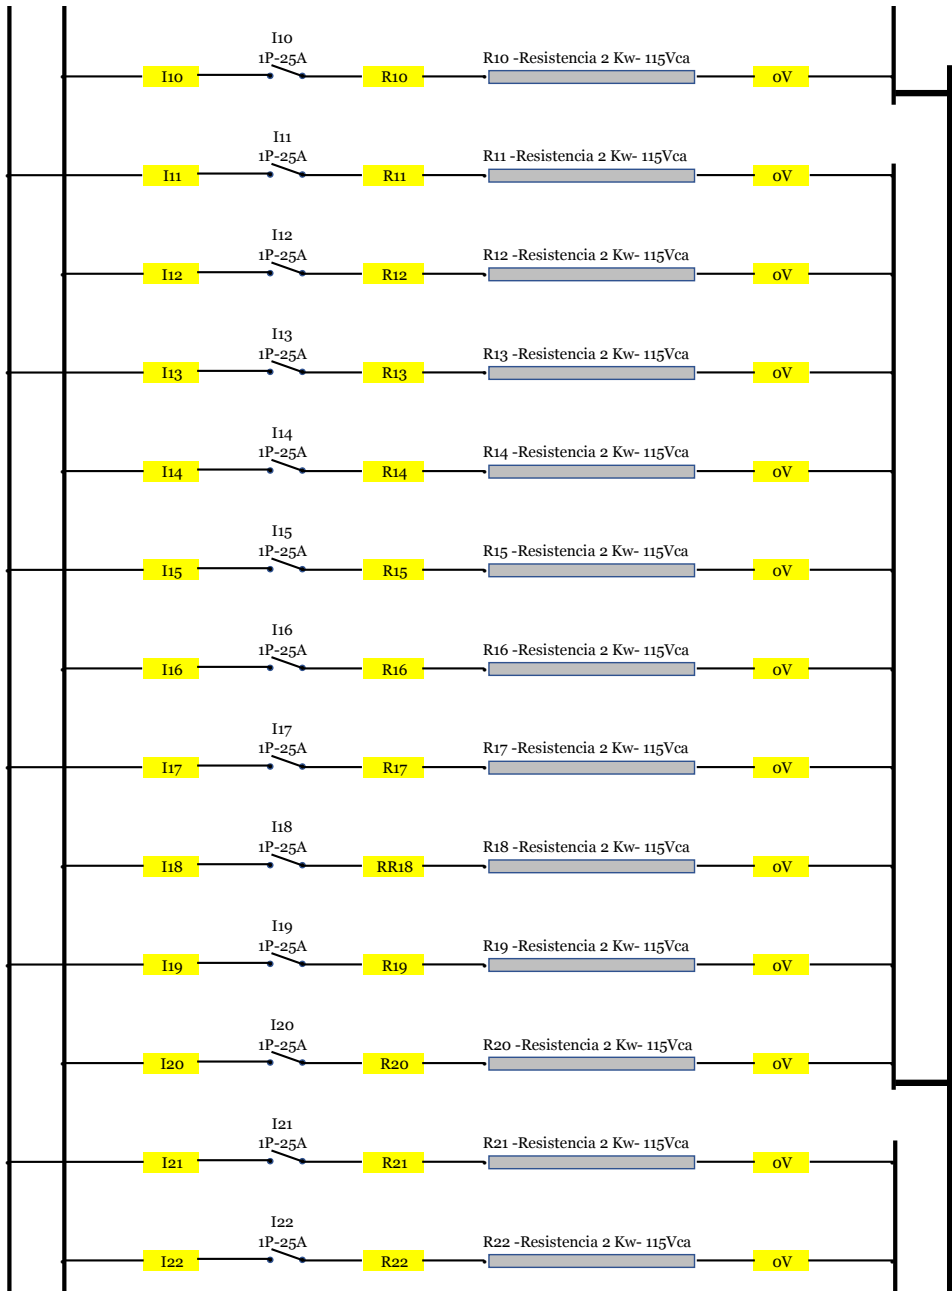 I10
1P-25A
R10 -Resistencia 2 Kw- 115Vca
I10 R10 0V
I11
1P-25A
R11 -Resistencia 2 Kw- 115Vca
I11 R11 0V
I12
1P-25A
R12 -Resistencia 2 Kw- 115Vca
I12 R12 0V
I13
1P-25A
R13 -Resistencia 2 Kw- 115Vca
I13 R13 0V
I14
1P-25A
R14 -Resistencia 2 Kw- 115Vca
I14 R14 0V
I15
1P-25A
R15 -Resistencia 2 Kw- 115Vca
I15 R15 0V
I16
1P-25A
R16 -Resistencia 2 Kw- 115Vca
I16 R16 0V
I17
1P-25A
R17 -Resistencia 2 Kw- 115Vca
I17 R17 0V
I18
1P-25A
R18 -Resistencia 2 Kw- 115Vca
I18 RR18 0V
I19
1P-25A
R19 -Resistencia 2 Kw- 115Vca
I19 R19 0V
I20
1P-25A
R20 -Resistencia 2 Kw- 115Vca
I20 R20 0V
I21
1P-25A
R21 -Resistencia 2 Kw- 115Vca
I21 R21 0V
I22
1P-25A
R22 -Resistencia 2 Kw- 115Vca
I22 R22 0V